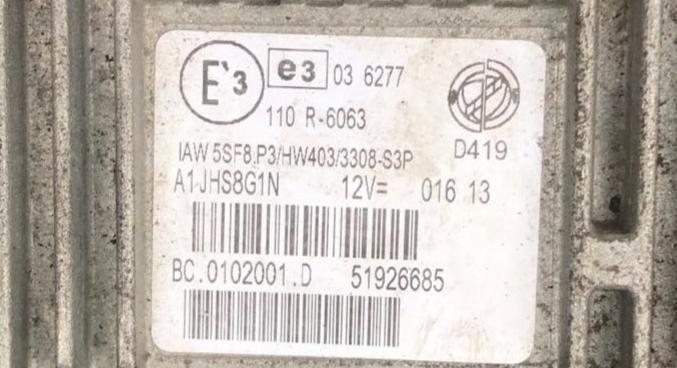 E3 e3 03 6277
110 R-6063
IAW 5SF8.P3/HW403/3308-S3P D419
A1JHS8G1N 12V= 016 13
BC.0102001.D 51926685